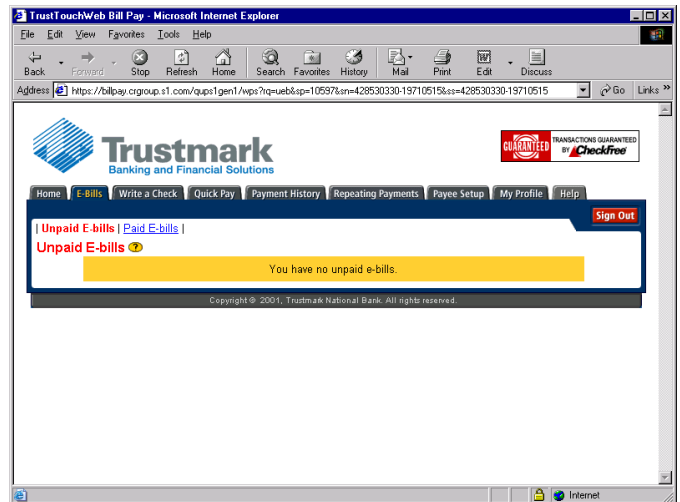 TrustTouchWeb Bill Pay - Microsoft Internet Explorer
File Edit View Favorites Tools Help
Back Forward Stop Refresh Home Search Favorites History Mail Print Edit Discuss
Address https://billpay.crgroup.s1.com/qups1gen1/wps?rq=ueb&sp=10597&sn=428530330-19710515&ss=428530330-19710515 Go Links »
Trustmark
Banking and Financial Solutions
GUARANTEED TRANSACTIONS GUARANTEED
BY CheckFree
Home E-Bills Write a Check Quick Pay Payment History Repeating Payments Payee Setup My Profile Help
Sign Out
| Unpaid E-bills | Paid E-bills |
Unpaid E-bills ?
You have no unpaid e-bills.
Copyright © 2001, Trustmark National Bank. All rights reserved.
Internet